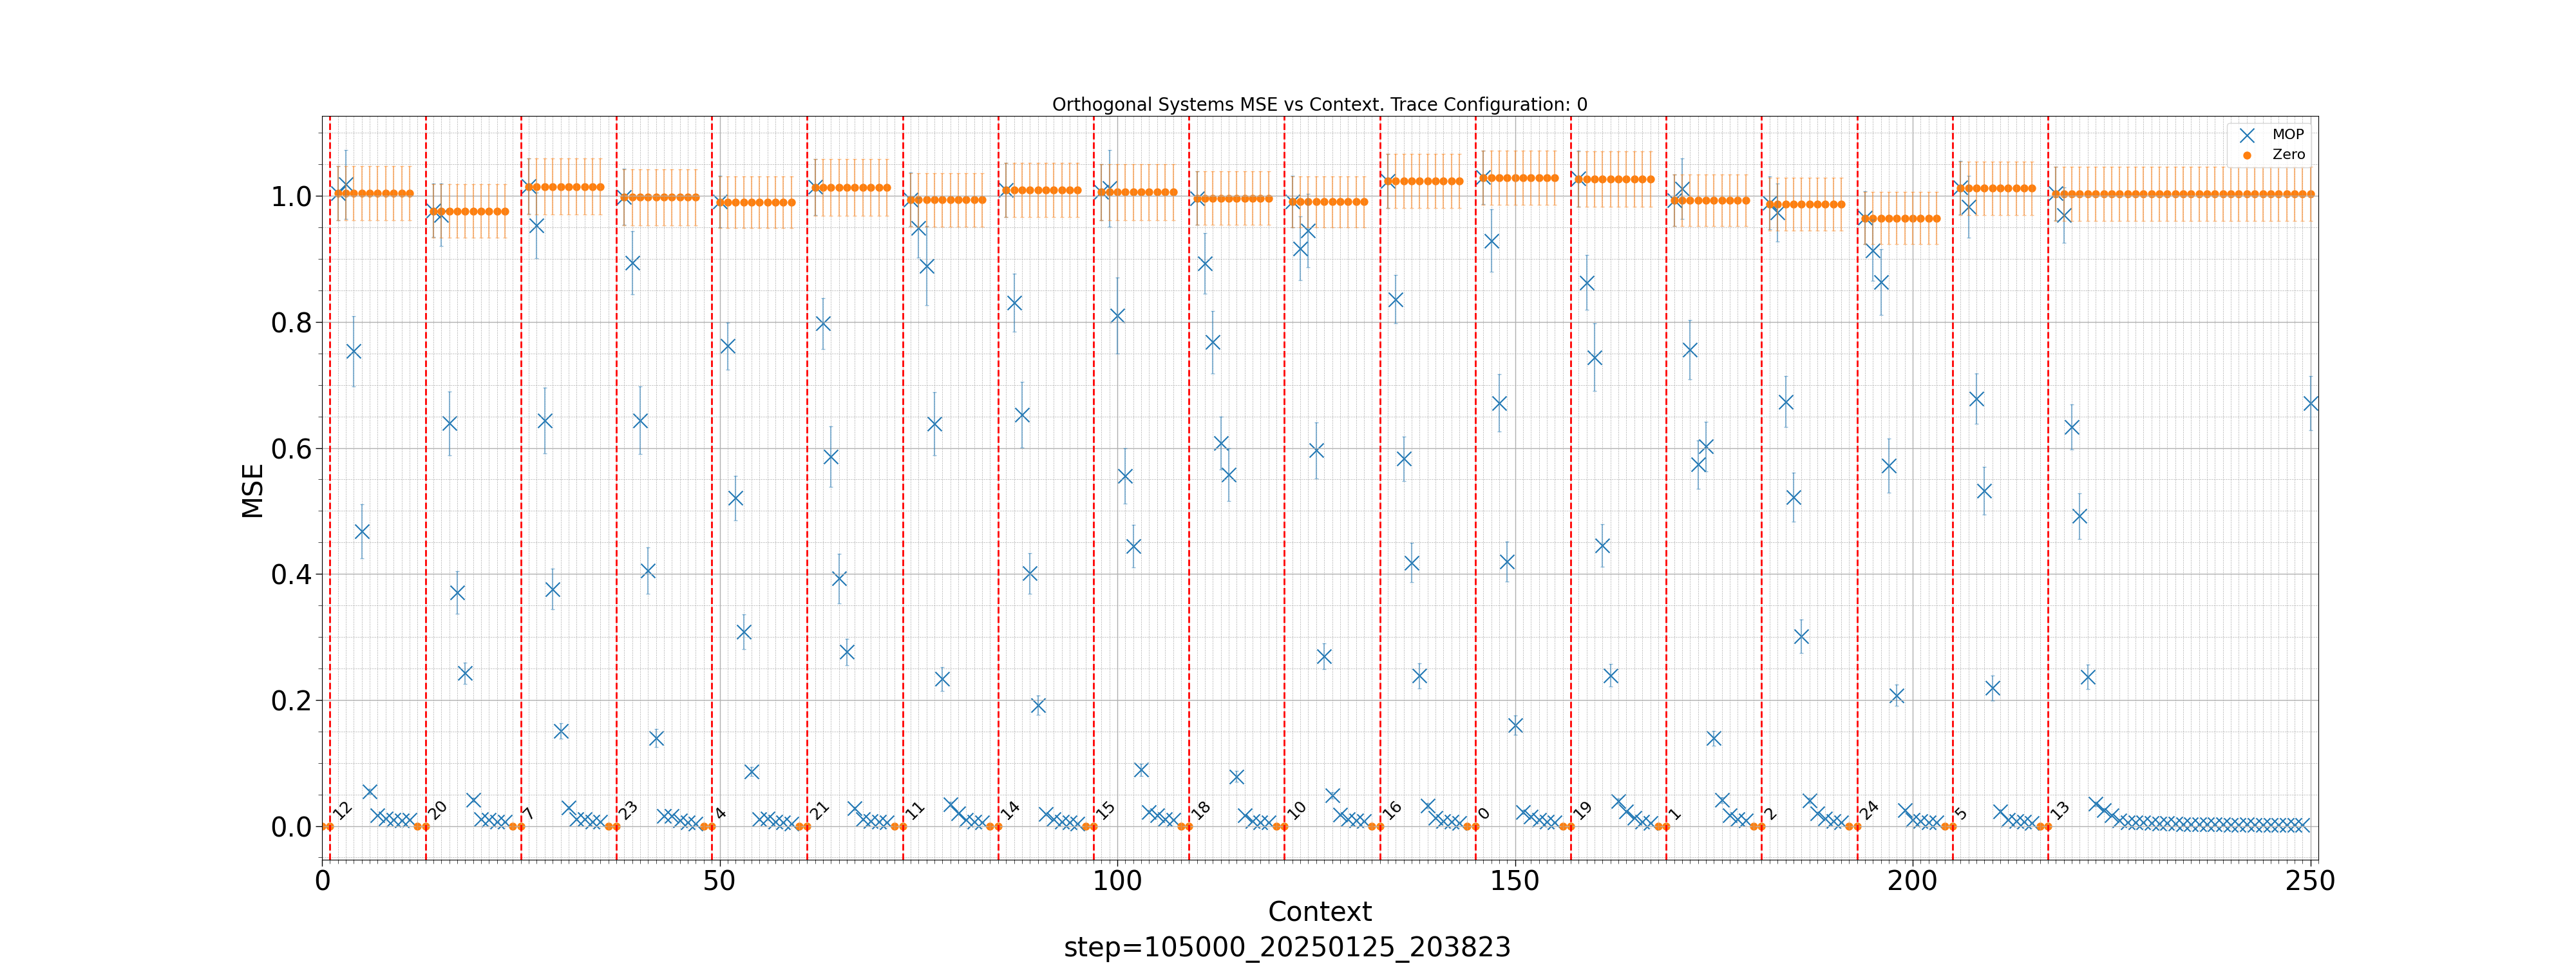 Orthogonal Systems MSE vs Context. Trace Configuration: 0
MOP
Zero
1.0
0.8
0.6
0.4
0.2
0.0
MSE
12 20 7 23 4 21 11 14 15 18 10 16 0 19 1 2 24 5 13
0 50 100 150 200 250
Context
step=105000_20250125_203823